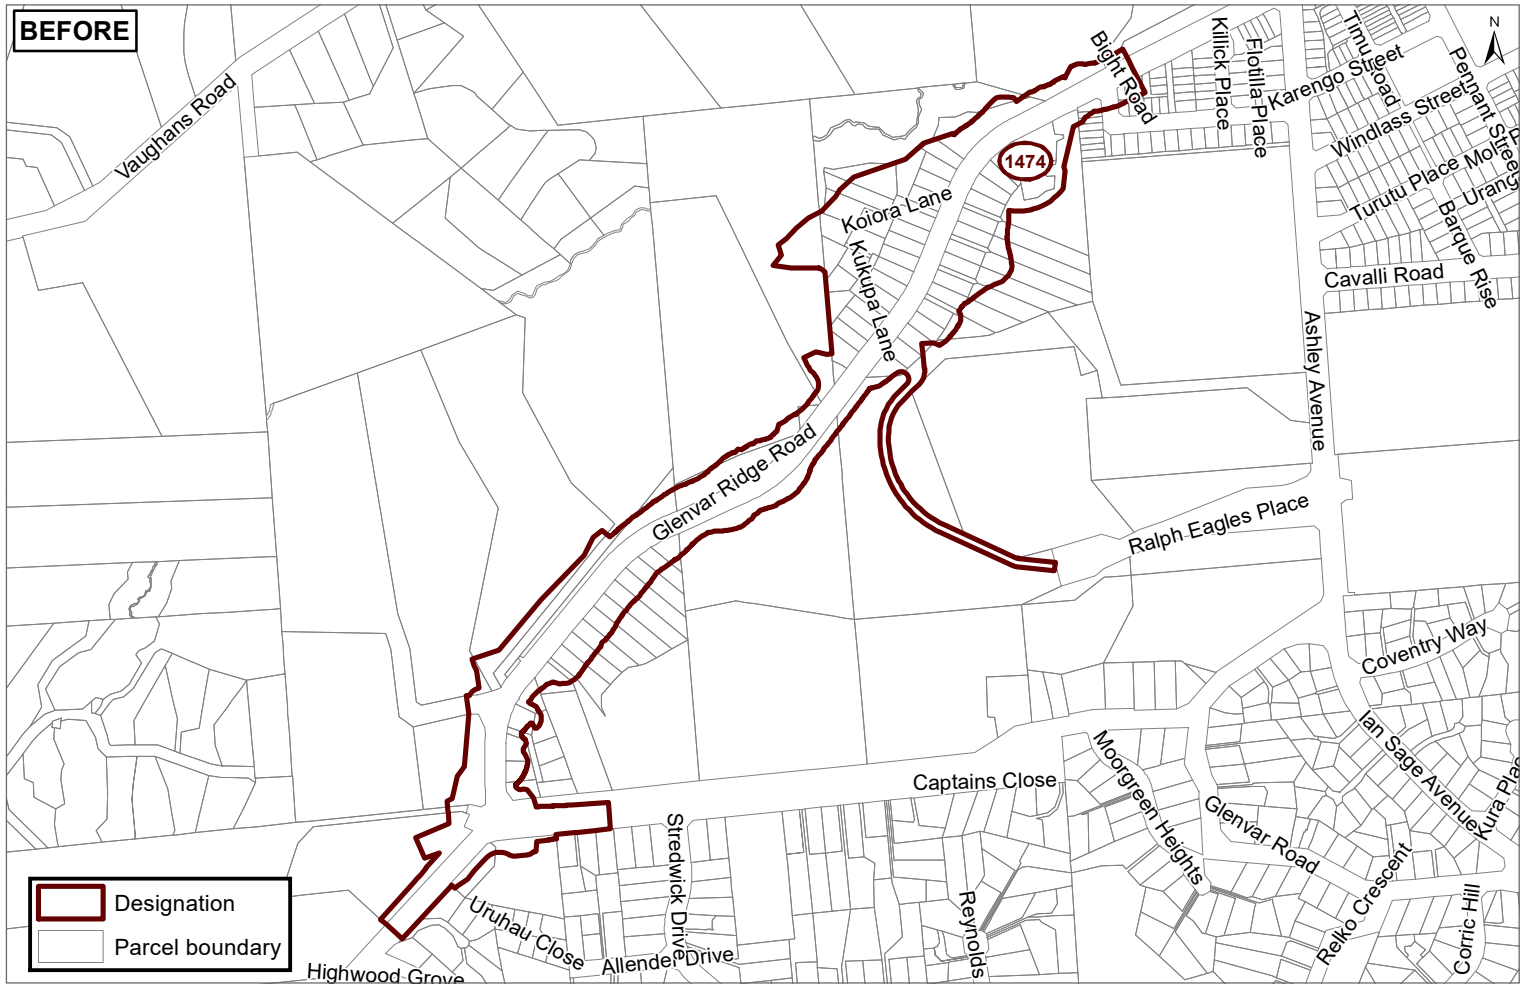 BEFORE
N
Vaughans Road
Bight Road
Killick Place
Flotilla Place
Timu Road
Karengo Street
Pennant Street
Windlass Street
1474
Turutu Place
Urang
Barque Rise
Koiora Lane
Kūkupa Lane
Cavalli Road
Ashley Avenue
Glenvar Ridge Road
Ralph Eagles Place
Coventry Way
Ian Sage Avenue
Kura Plac
Captains Close
Moorgreen Heights
Glenvar Road
Relko Crescent
Corric Hill
Stredwick Drive
Reynolds
Uruhau Close
Allender Drive
Highwood Grove
Designation
Parcel boundary